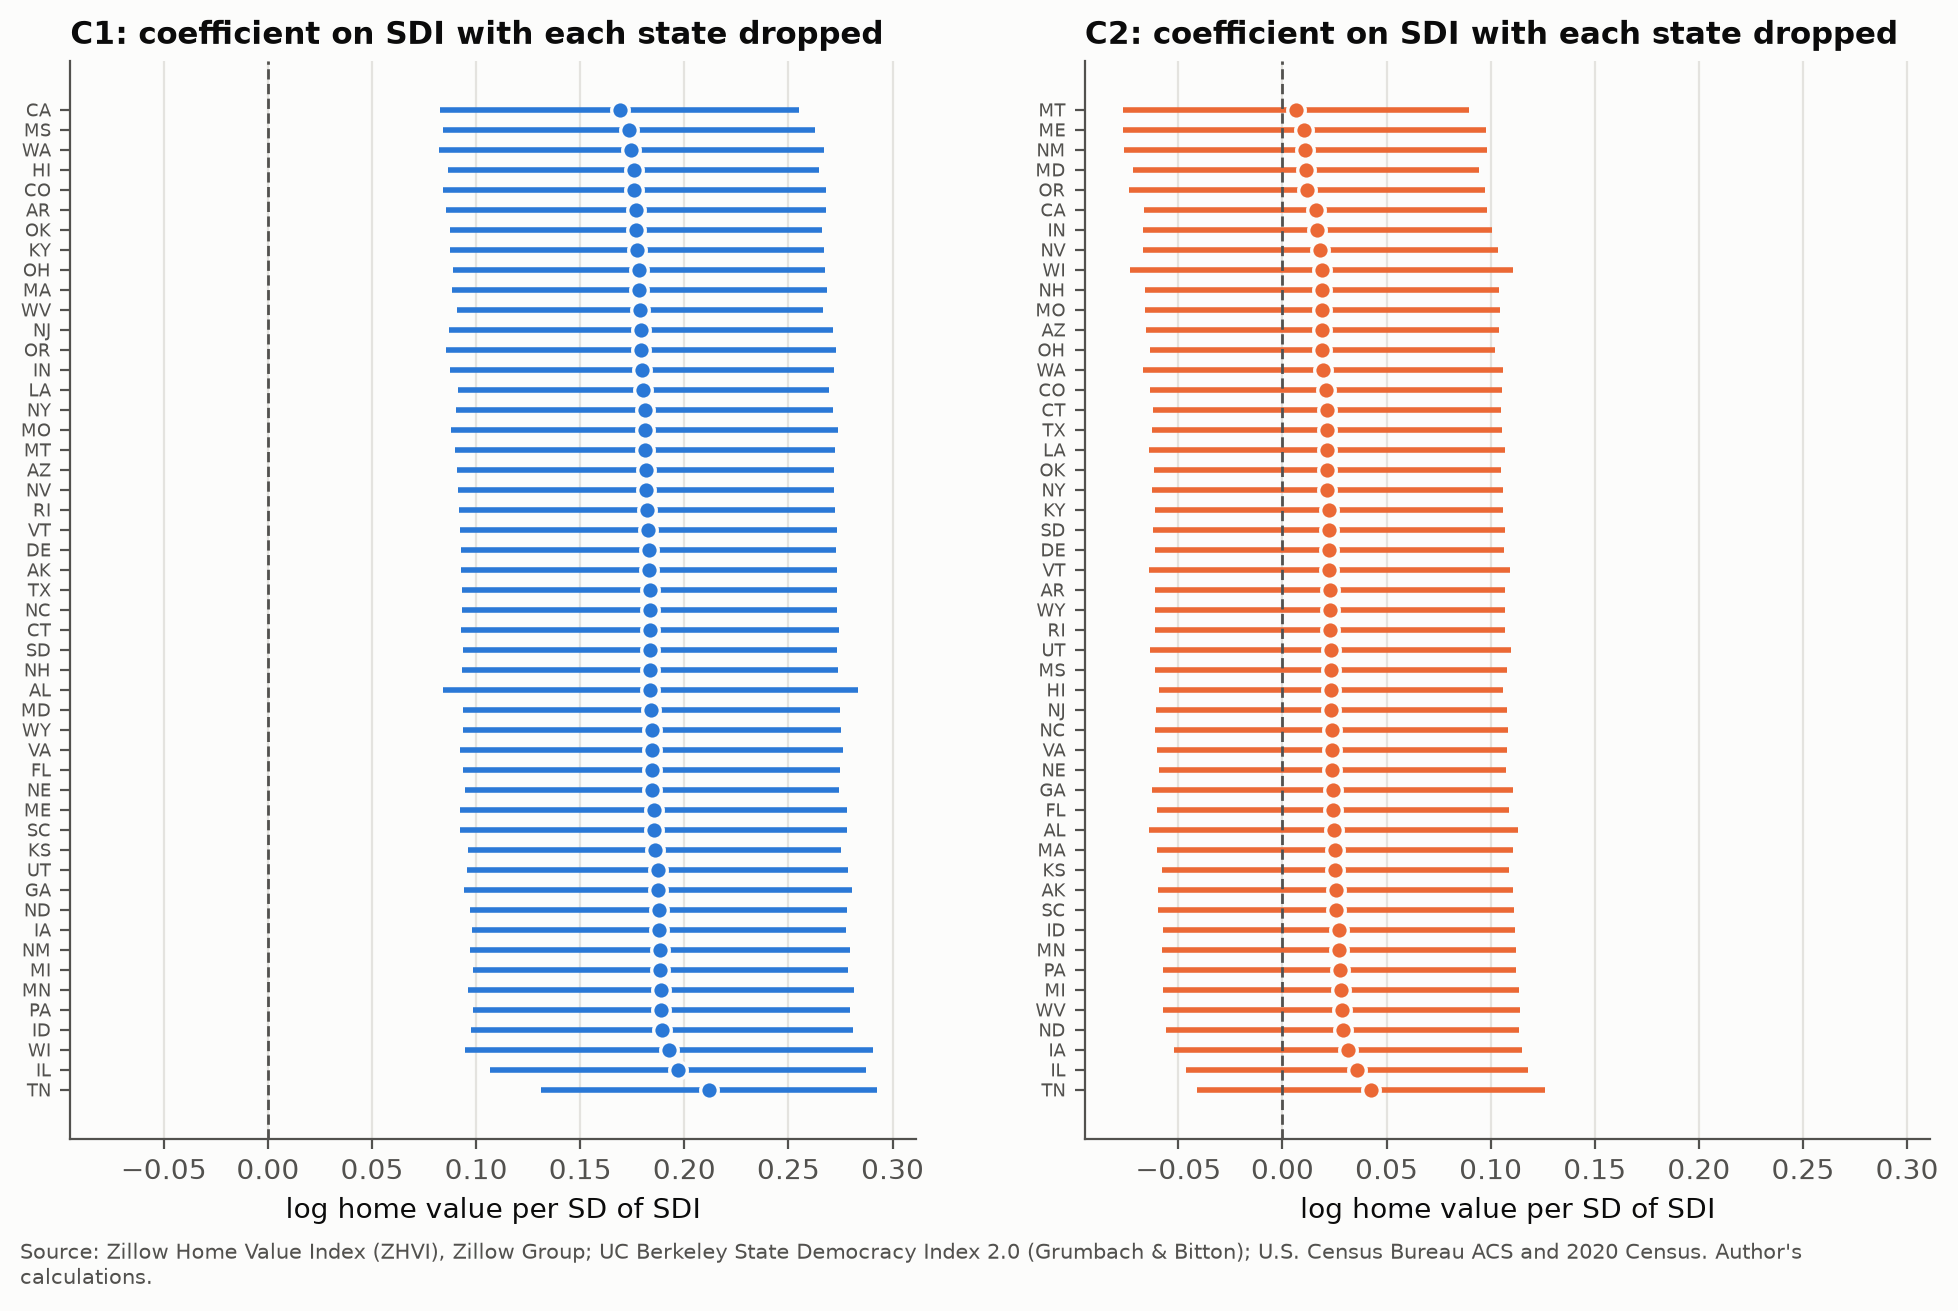 C1: coefficient on SDI with each state dropped
CA
MS
WA
HI
CO
AR
OK
KY
OH
MA
WV
NJ
OR
IN
LA
NY
MO
MT
AZ
NV
RI
VT
DE
AK
TX
NC
CT
SD
NH
AL
MD
WY
VA
FL
NE
ME
SC
KS
UT
GA
ND
IA
NM
MI
MN
PA
ID
WI
IL
TN
−0.05 0.00 0.05 0.10 0.15 0.20 0.25 0.30
log home value per SD of SDI
C2: coefficient on SDI with each state dropped
MT
ME
NM
MD
OR
CA
IN
NV
WI
NH
MO
AZ
OH
WA
CO
CT
TX
LA
OK
NY
KY
SD
DE
VT
AR
WY
RI
UT
MS
HI
NJ
NC
VA
NE
GA
FL
AL
MA
KS
AK
SC
ID
MN
PA
MI
WV
ND
IA
IL
TN
−0.05 0.00 0.05 0.10 0.15 0.20 0.25 0.30
log home value per SD of SDI
Source: Zillow Home Value Index (ZHVI), Zillow Group; UC Berkeley State Democracy Index 2.0 (Grumbach & Bitton); U.S. Census Bureau ACS and 2020 Census. Author's
calculations.